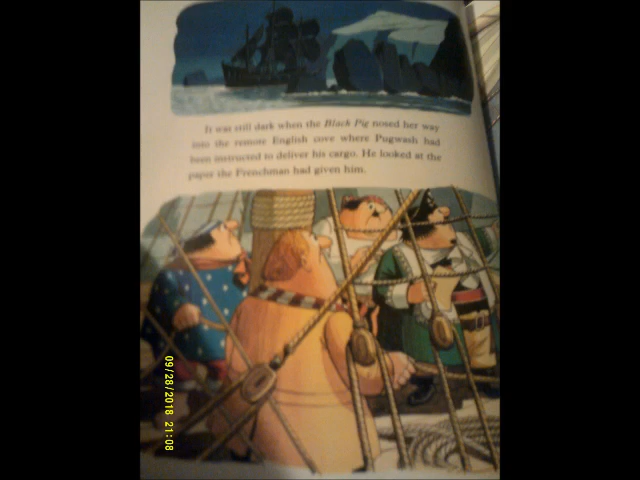 It was still dark when the Black Pig nosed her way
into the remote English cove where Pugwash had
been instructed to deliver his cargo. He looked at the
paper the Frenchman had given him.
09/28/2018 21:08